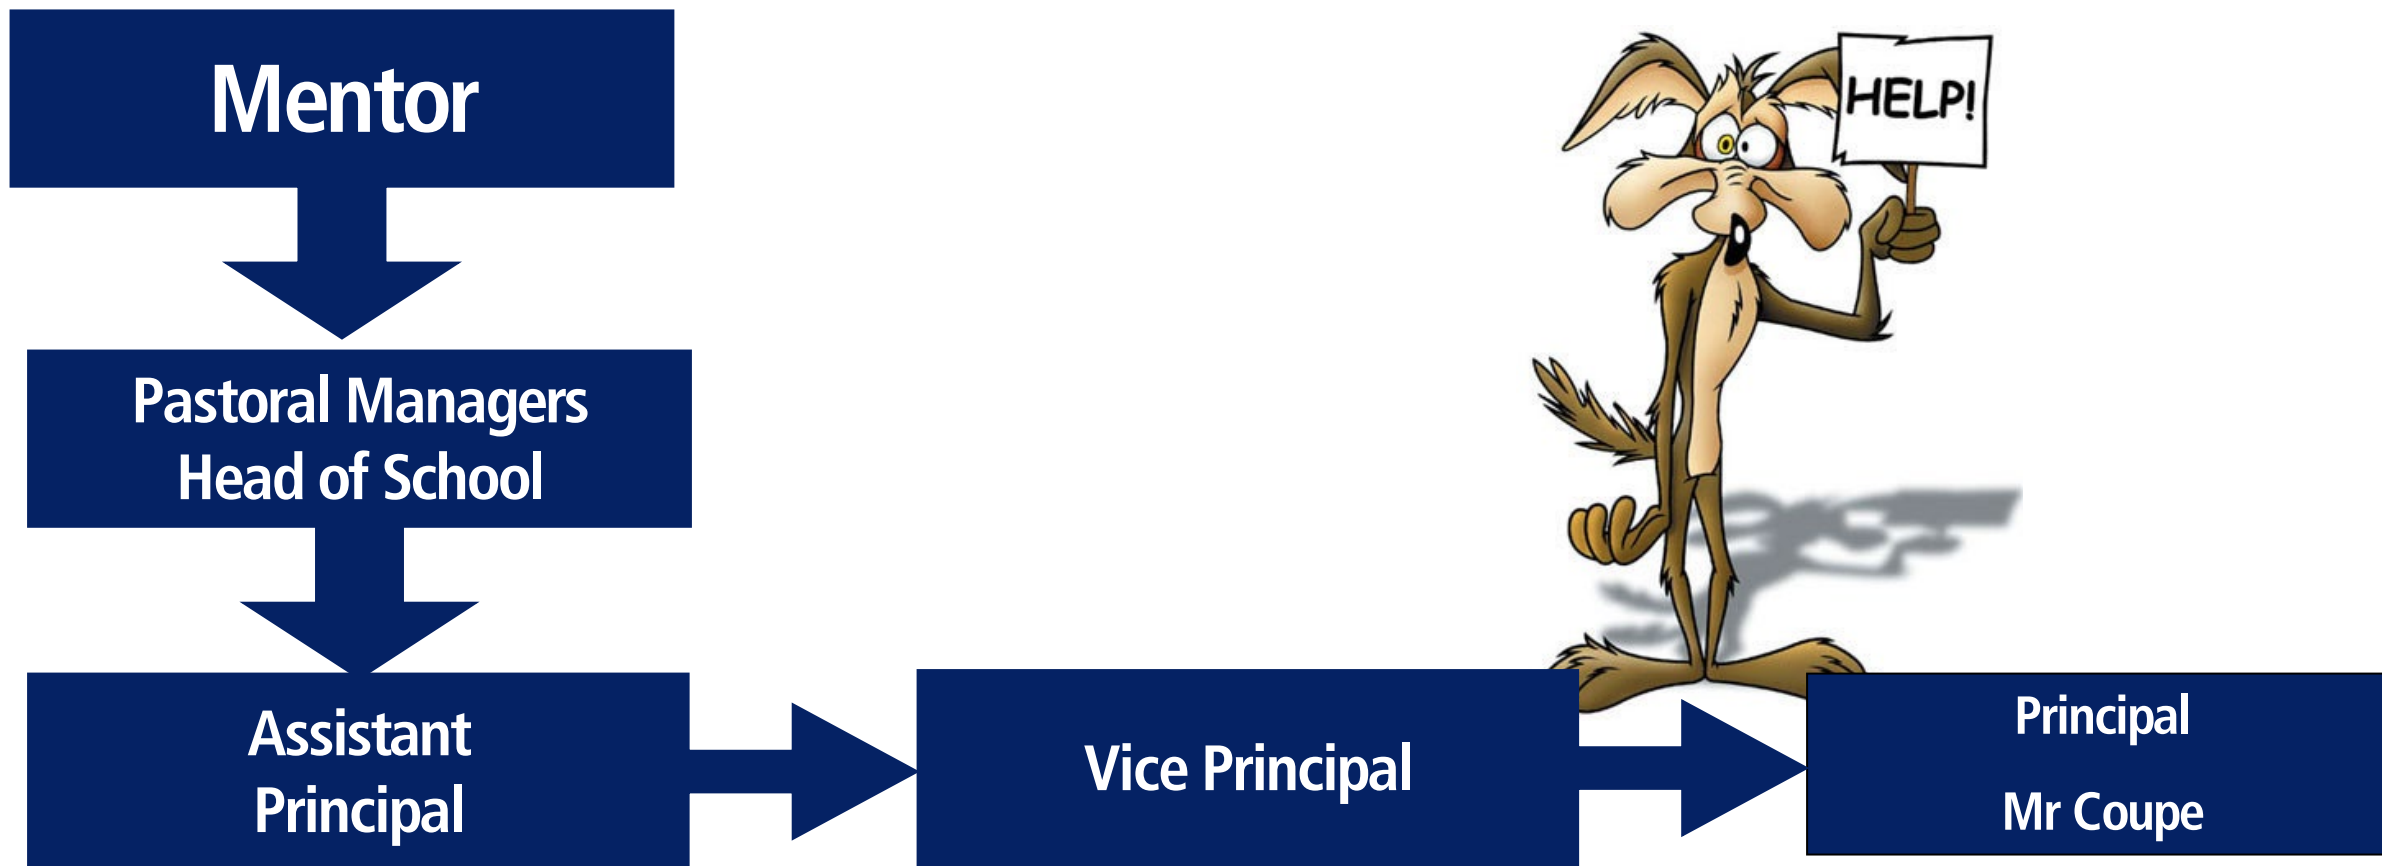 Mentor
HELP!
Pastoral Managers
Head of School
Assistant
Principal
Vice Principal
Principal
Mr Coupe